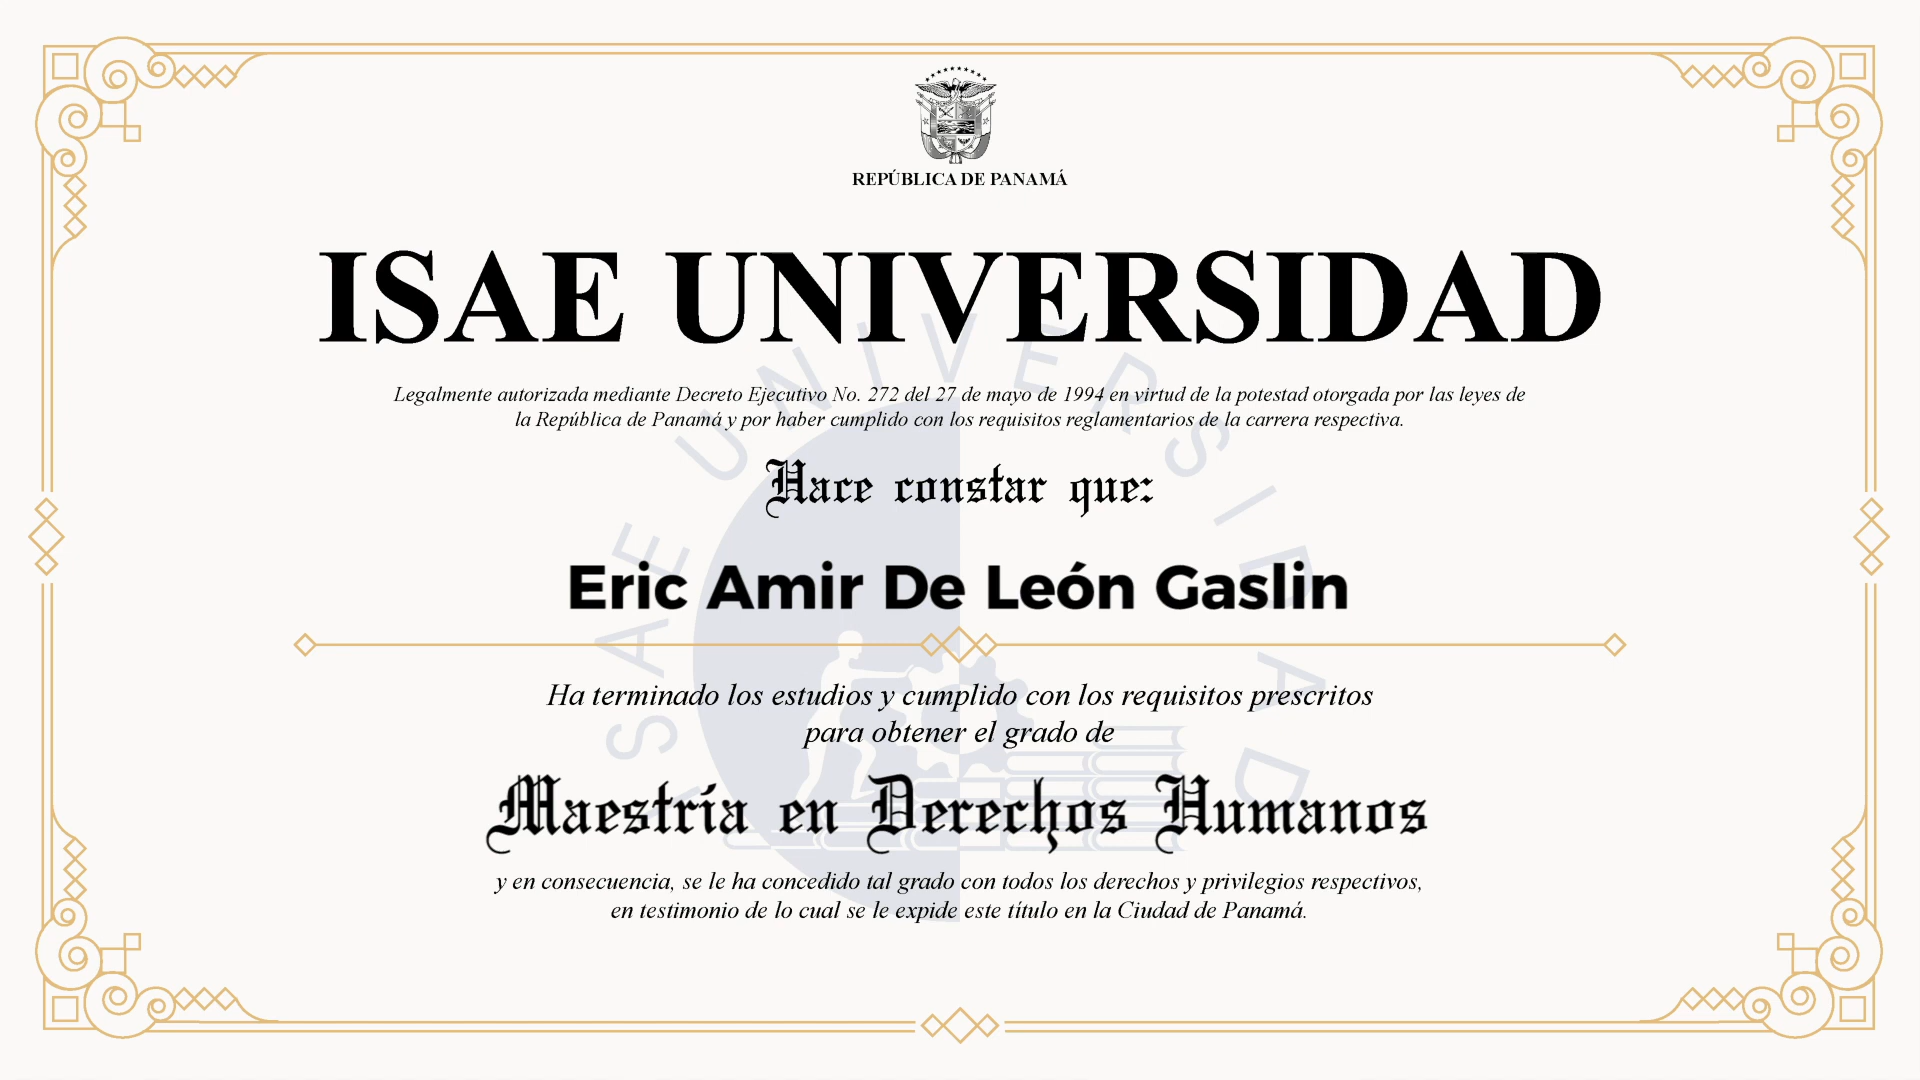 REPÚBLICA DE PANAMÁ
ISAE UNIVERSIDAD
Legalmente autorizada mediante Decreto Ejecutivo No. 272 del 27 de mayo de 1994 en virtud de la potestad otorgada por las leyes de
la República de Panamá y por haber cumplido con los requisitos reglamentarios de la carrera respectiva.
Hace constar que:
Eric Amir De León Gaslin
Ha terminado los estudios y cumplido con los requisitos prescritos
para obtener el grado de
Maestría en Derechos Humanos
y en consecuencia, se le ha concedido tal grado con todos los derechos y privilegios respectivos,
en testimonio de lo cual se le expide este título en la Ciudad de Panamá.
ISAE UNIVERSIDAD